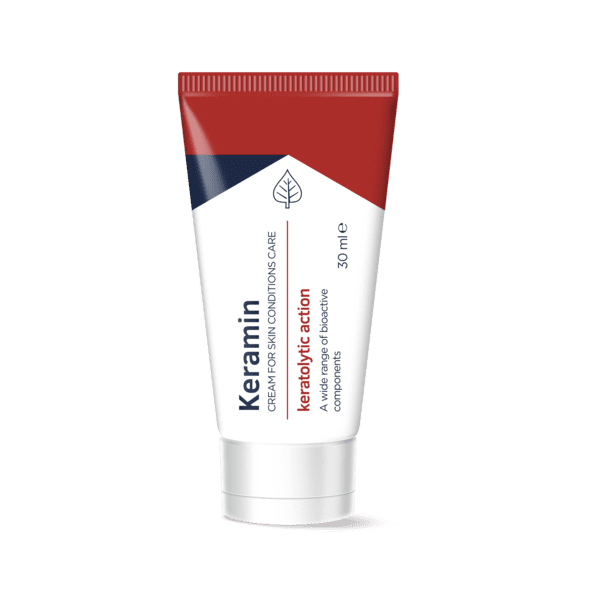 Keramin
CREAM FOR SKIN CONDITIONS CARE
keratolytic action
A wide range of bioactive
components
30 ml ℮